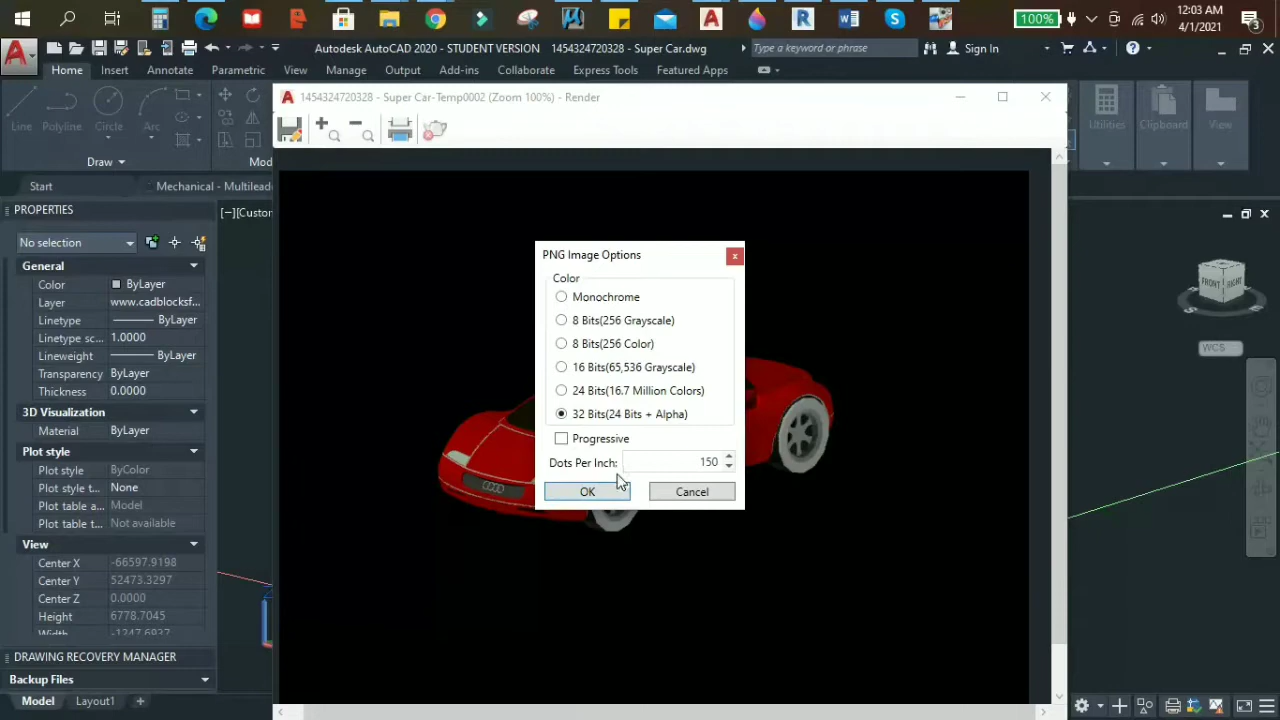 100%
12:03 AM
4/1/2021
3
Autodesk AutoCAD 2020 - STUDENT VERSION 1454324720328 - Super Car.dwg
Type a keyword or phrase
Sign In
Home Insert Annotate Parametric View Manage Output Add-ins Collaborate Express Tools Featured Apps
1454324720328 - Super Car-Temp0002 (Zoom 100%) - Render
Line Polyline Circle Arc
Utilities Clipboard View
Draw
Start
PROPERTIES
No selection
General
Color ByLayer
Layer www.cadblocksf...
Linetype ByLayer
Linetype sc... 1.0000
Lineweight ByLayer
Transparency ByLayer
Thickness 0.0000
3D Visualization
Material ByLayer
Plot style
Plot style ByColor
Plot style t... None
Plot table a... Model
Plot table t... Not available
View
Center X -66597.9198
Center Y 52473.3297
Center Z 0.0000
Height 6778.7045
Width -1247.6937
DRAWING RECOVERY MANAGER
Backup Files
Model Layout1
PNG Image Options
Color
Monochrome
8 Bits(256 Grayscale)
8 Bits(256 Color)
16 Bits(65,536 Grayscale)
24 Bits(16.7 Million Colors)
32 Bits(24 Bits + Alpha)
Progressive
Dots Per Inch: 150
OK Cancel
FRONT RIGHT
WCS